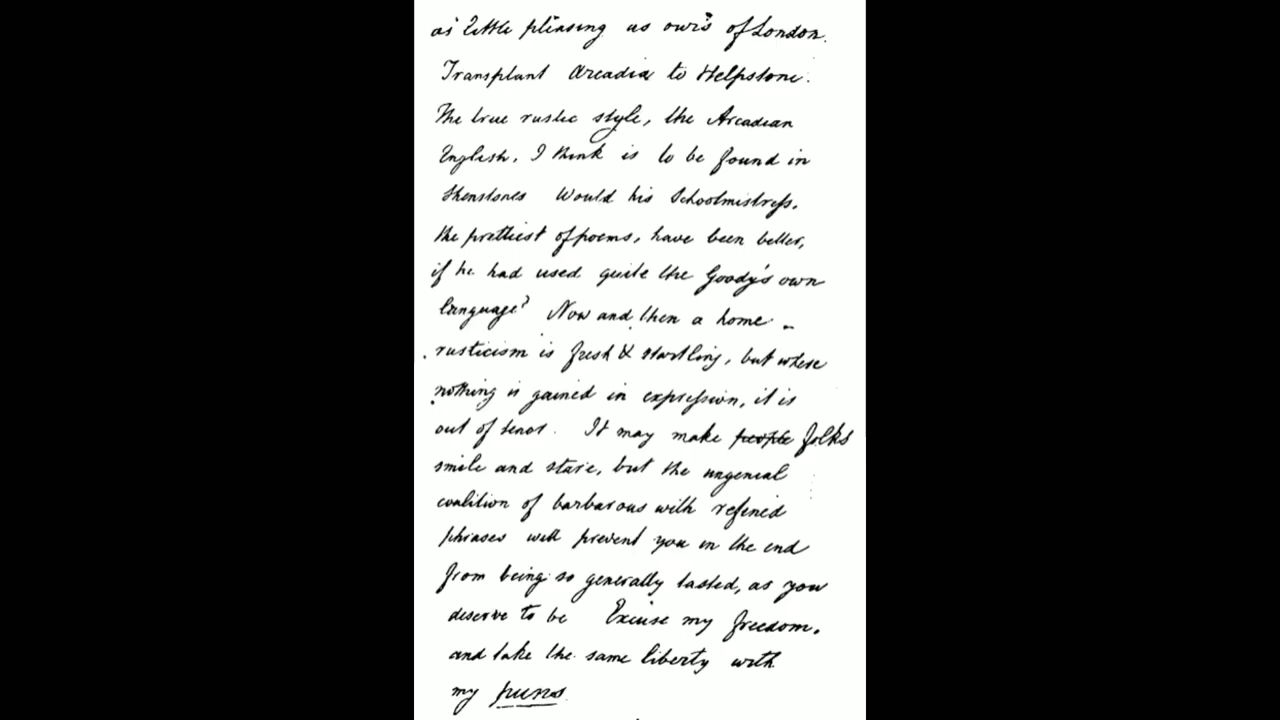 as little pleasing as ours of London.
Transplant Arcadia to Helpstone.
The true rustic style, the Arcadian
English, I think is to be found in
Shenstones Would his Schoolmistress,
the prettiest of poems, have been better,
if he had used quite the Goody's own
language? Now and then a home
rusticism is fresh & startling, but where
nothing is gained in expression, it is
out of tenor. It may make people folks
smile and stare, but the ungenial
coalition of barbarous with refined
phrases will prevent you in the end
from being so generally tasted, as you
deserve to be Excuse my freedom,
and take the same liberty with
my puns